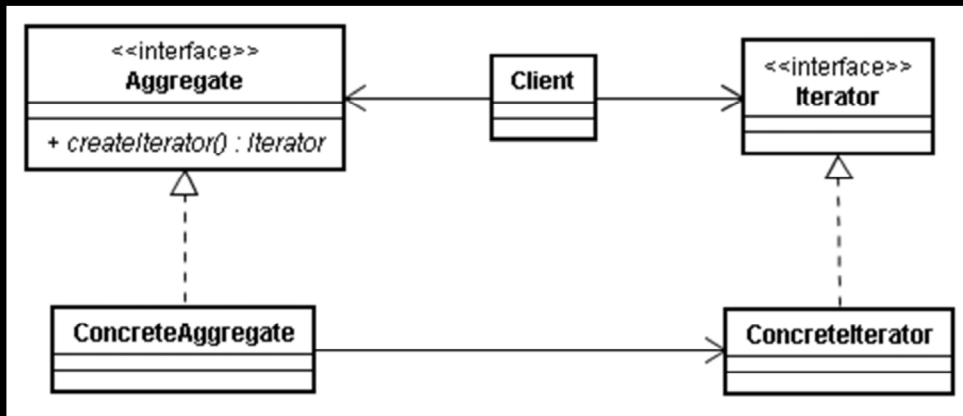 <<interface>>
Aggregate
+ createIterator() : Iterator
Client
<<interface>>
Iterator
ConcreteAggregate
ConcreteIterator